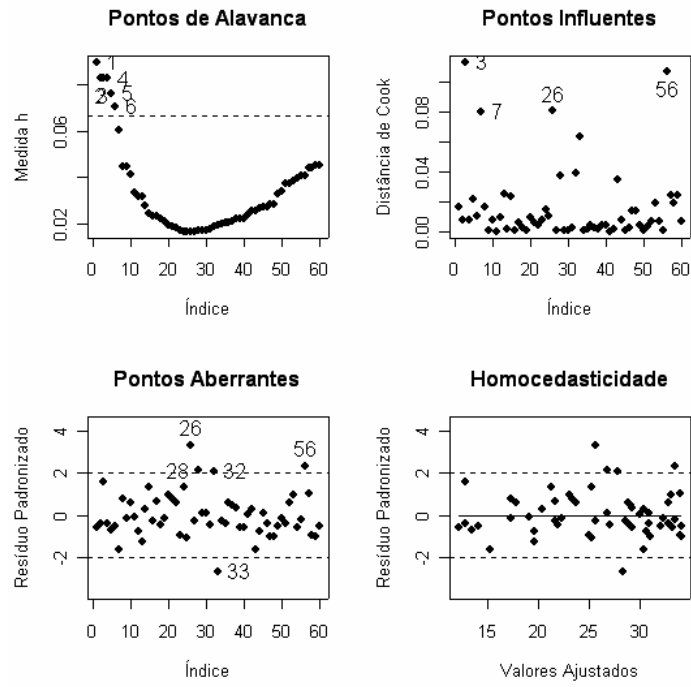 Pontos de Alavanca
Medida h
0.02
0.06
1
2
3
4
5
6
0 10 20 30 40 50 60
Índice
Pontos Influentes
Distância de Cook
0.00
0.04
0.08
3
7
26
56
0 10 20 30 40 50 60
Índice
Pontos Aberrantes
Resíduo Padronizado
-2
0
2
4
26
28
32
56
33
0 10 20 30 40 50 60
Índice
Homocedasticidade
Resíduo Padronizado
-2
0
2
4
15 20 25 30
Valores Ajustados